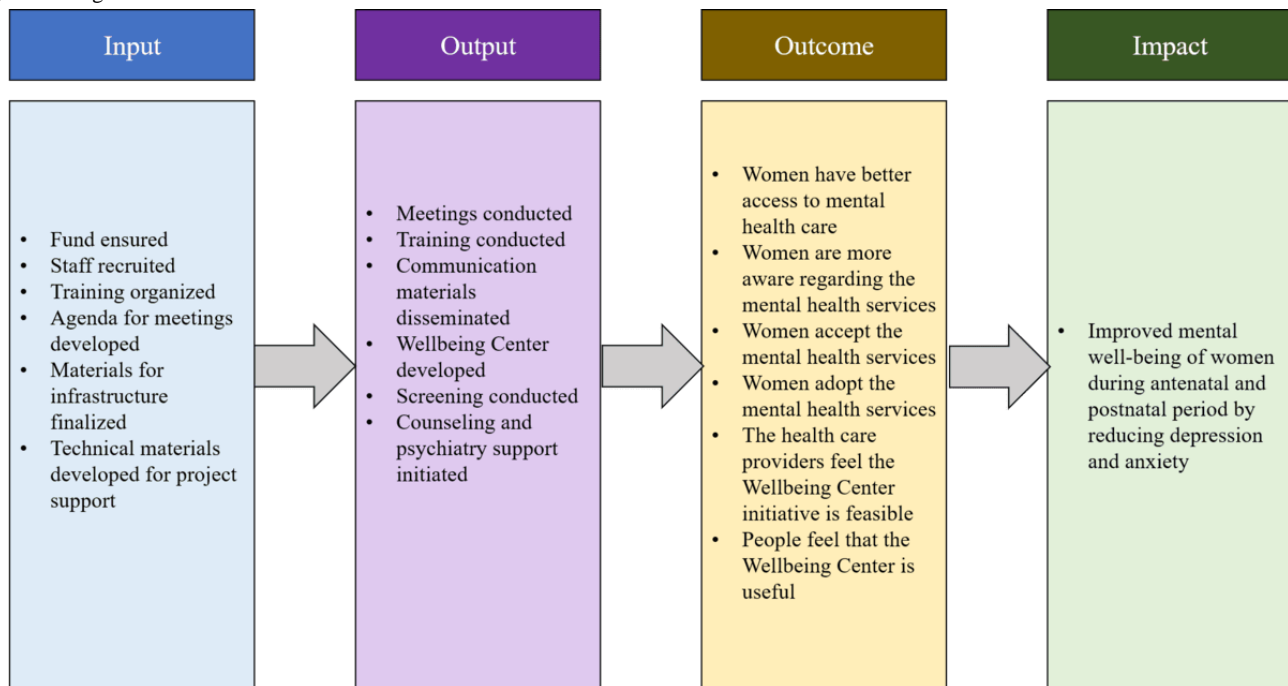 Input
Output
Outcome
Impact
• Fund ensured
• Staff recruited
• Training organized
• Agenda for meetings
developed
• Materials for
infrastructure
finalized
• Technical materials
developed for project
support
• Meetings conducted
• Training conducted
• Communication
materials
disseminated
• Wellbeing Center
developed
• Screening conducted
• Counseling and
psychiatry support
initiated
• Women have better
access to mental
health care
• Women are more
aware regarding the
mental health services
• Women accept the
mental health services
• Women adopt the
mental health services
• The health care
providers feel the
Wellbeing Center
initiative is feasible
• People feel that the
Wellbeing Center is
useful
• Improved mental
well-being of women
during antenatal and
postnatal period by
reducing depression
and anxiety